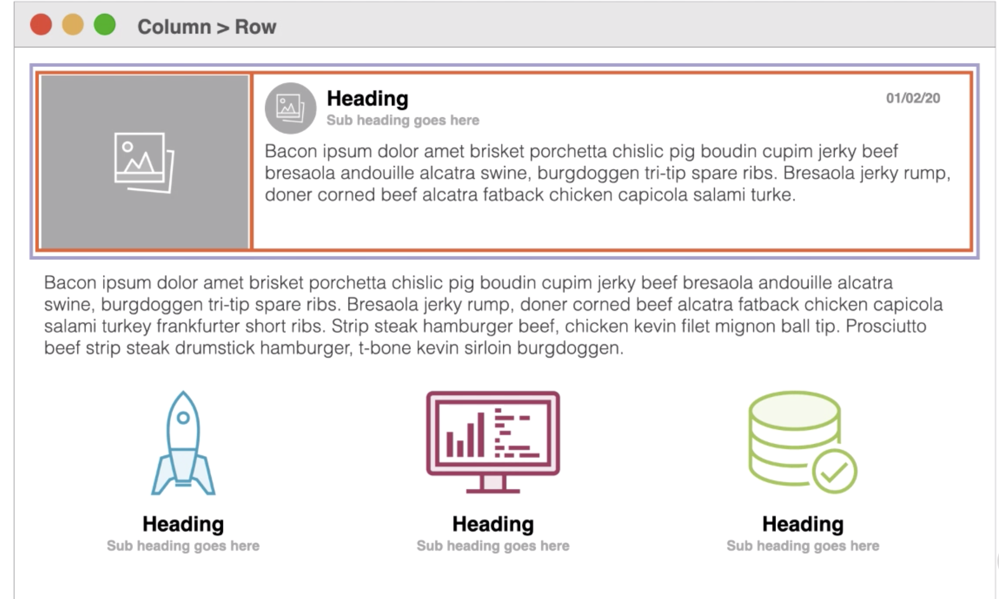 Column > Row
Heading
01/02/20
Sub heading goes here
Bacon ipsum dolor amet brisket porchetta chislic pig boudin cupim jerky beef
bresaola andouille alcatra swine, burgdoggen tri-tip spare ribs. Bresaola jerky rump,
doner corned beef alcatra fatback chicken capicola salami turke.
Bacon ipsum dolor amet brisket porchetta chislic pig boudin cupim jerky beef bresaola andouille alcatra
swine, burgdoggen tri-tip spare ribs. Bresaola jerky rump, doner corned beef alcatra fatback chicken capicola
salami turkey frankfurter short ribs. Strip steak hamburger beef, chicken kevin filet mignon ball tip. Prosciutto
beef strip steak drumstick hamburger, t-bone kevin sirloin burgdoggen.
Heading
Sub heading goes here
Heading
Sub heading goes here
Heading
Sub heading goes here